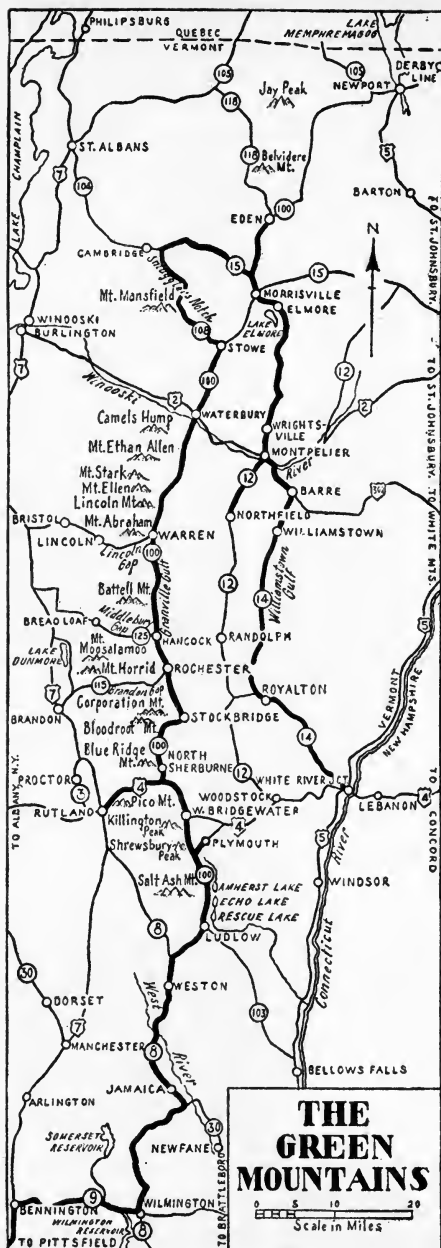 PHILIPSBURG
LAKE
MEMPHREMAGOG
QUEBEC
VERMONT
DERBY
LINE
105
105
Jay Peak
NEWPORT
118
LAKE CHAMPLAIN
7
ST. ALBANS
118
Belvidere
Mt.
5
BARTON
104
EDEN
100
TO ST. JOHNSBURY
N
CAMBRIDGE
Smuggler's Notch
15
15
MORRISVILLE
ELMORE
Mt. Mansfield
LAKE
ELMORE
108
WINOOSKI
BURLINGTON
STOWE
12
7
100
Winooski
2
WATERBURY
2
Camels Hump
WRIGHTS-
VILLE
Mt. Ethan Allen
MONTPELIER
River
TO ST. JOHNSBURY, TO WHITE MTS.
12
Mt. Stark
BARRE
Mt. Ellen
302
Lincoln Mt.
NORTHFIELD
BRISTOL
Mt. Abraham
WILLIAMSTOWN
LINCOLN
WARREN
Lincoln
Gap
100
12
Williamstown
Gulf
Battell Mt.
Granville Gulf
14
BREAD LOAF
Middlebury
Gap
125
HANCOCK
RANDOLPH
5
LAKE
DUNMORE
Mt.
Moosalamoo
Mt. Horrid
ROCHESTER
VERMONT
NEW HAMPSHIRE
7
115
Brandon Gap
ROYALTON
BRANDON
Corporation Mt.
Bloodroot Mt.
STOCKBRIDGE
14
Blue Ridge
Mt.
100
NORTH
SHERBURNE
12
WHITE RIVER JCT.
TO CONCORD
TO ALBANY, N.Y.
PROCTOR
3
4
WOODSTOCK
LEBANON
4
RUTLAND
Pico Mt.
W. BRIDGEWATER
Killington
Peak
4
5
Shrewsbury
Peak
PLYMOUTH
River
Salt Ash Mt.
100
AMHERST LAKE
ECHO LAKE
RESCUE LAKE
WINDSOR
8
LUDLOW
Connecticut
30
WESTON
103
DORSET
West
7
MANCHESTER
8
River
BELLOWS FALLS
JAMAICA
ARLINGTON
30
SOMERSET
RESERVOIR
NEWFANE
TO BRATTLEBORO
THE
GREEN
MOUNTAINS
9
BENNINGTON
WILMINGTON
0 5 10 20
Scale in Miles
WILMINGTON
RESERVOIR
8
TO PITTSFIELD